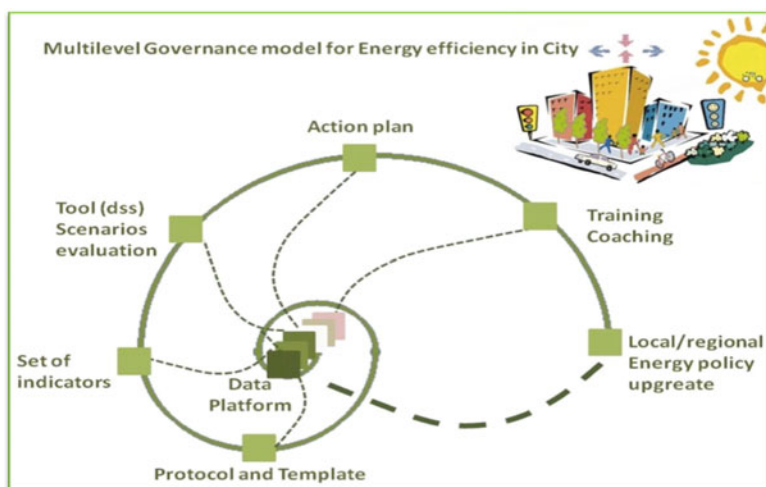 Multilevel Governance model for Energy efficiency in City
Action plan
Tool (dss)
Scenarios
evaluation
Training
Coaching
Set of
indicators
Data
Platform
Local/regional
Energy policy
upgreate
Protocol and Template